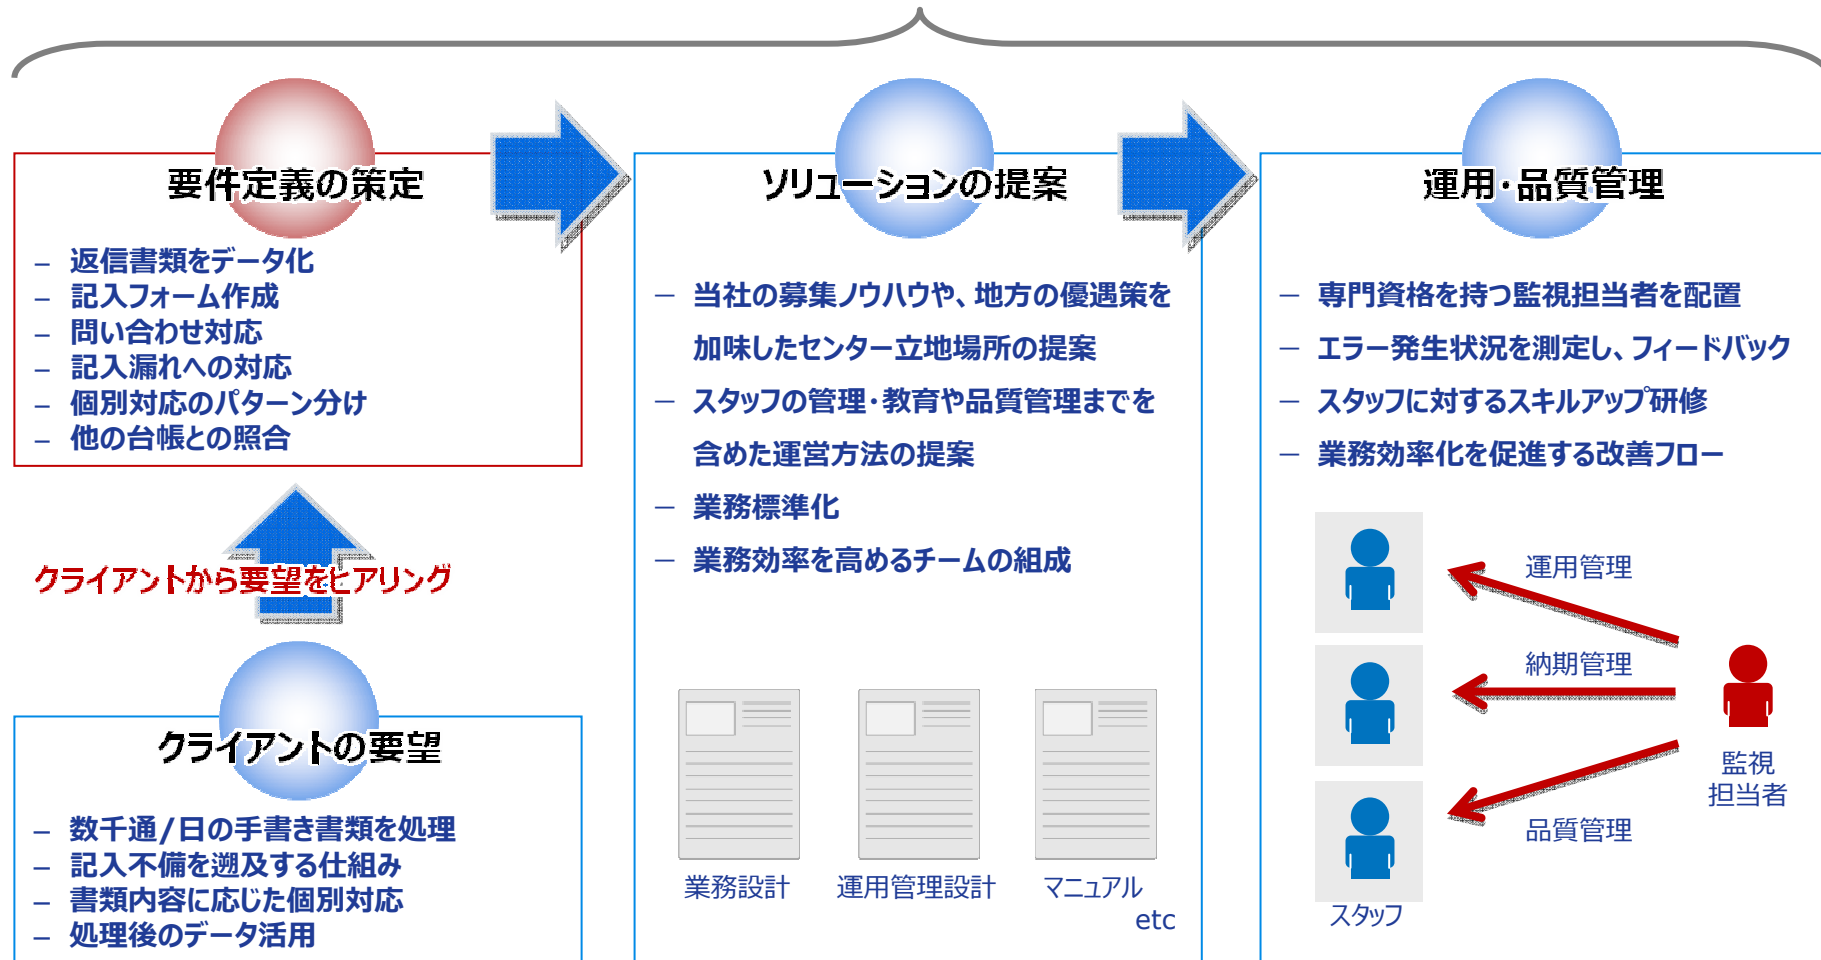 要件定義の策定
– 返信書類をデータ化
– 記入フォーム作成
– 問い合わせ対応
– 記入漏れへの対応
– 個別対応のパターン分け
– 他の台帳との照合
クライアントから要望をヒアリング
クライアントの要望
– 数千通/日の手書き書類を処理
– 記入不備を遡及する仕組み
– 書類内容に応じた個別対応
– 処理後のデータ活用
ソリューションの提案
– 当社の募集ノウハウや、地方の優遇策を
加味したセンター立地場所の提案
– スタッフの管理・教育や品質管理までを
含めた運営方法の提案
– 業務標準化
– 業務効率を高めるチームの組成
業務設計
運用管理設計
マニュアル
etc
運用・品質管理
– 専門資格を持つ監視担当者を配置
– エラー発生状況を測定し、フィードバック
– スタッフに対するスキルアップ研修
– 業務効率化を促進する改善フロー
運用管理
納期管理
品質管理
監視
担当者
スタッフ